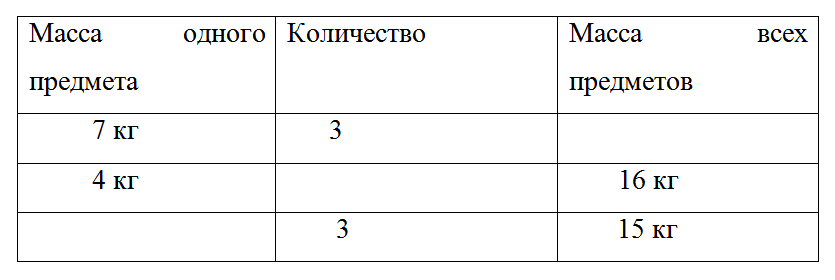 Масса одного Количество Масса всех
предмета предметов
7 кг 3
4 кг 16 кг
3 15 кг